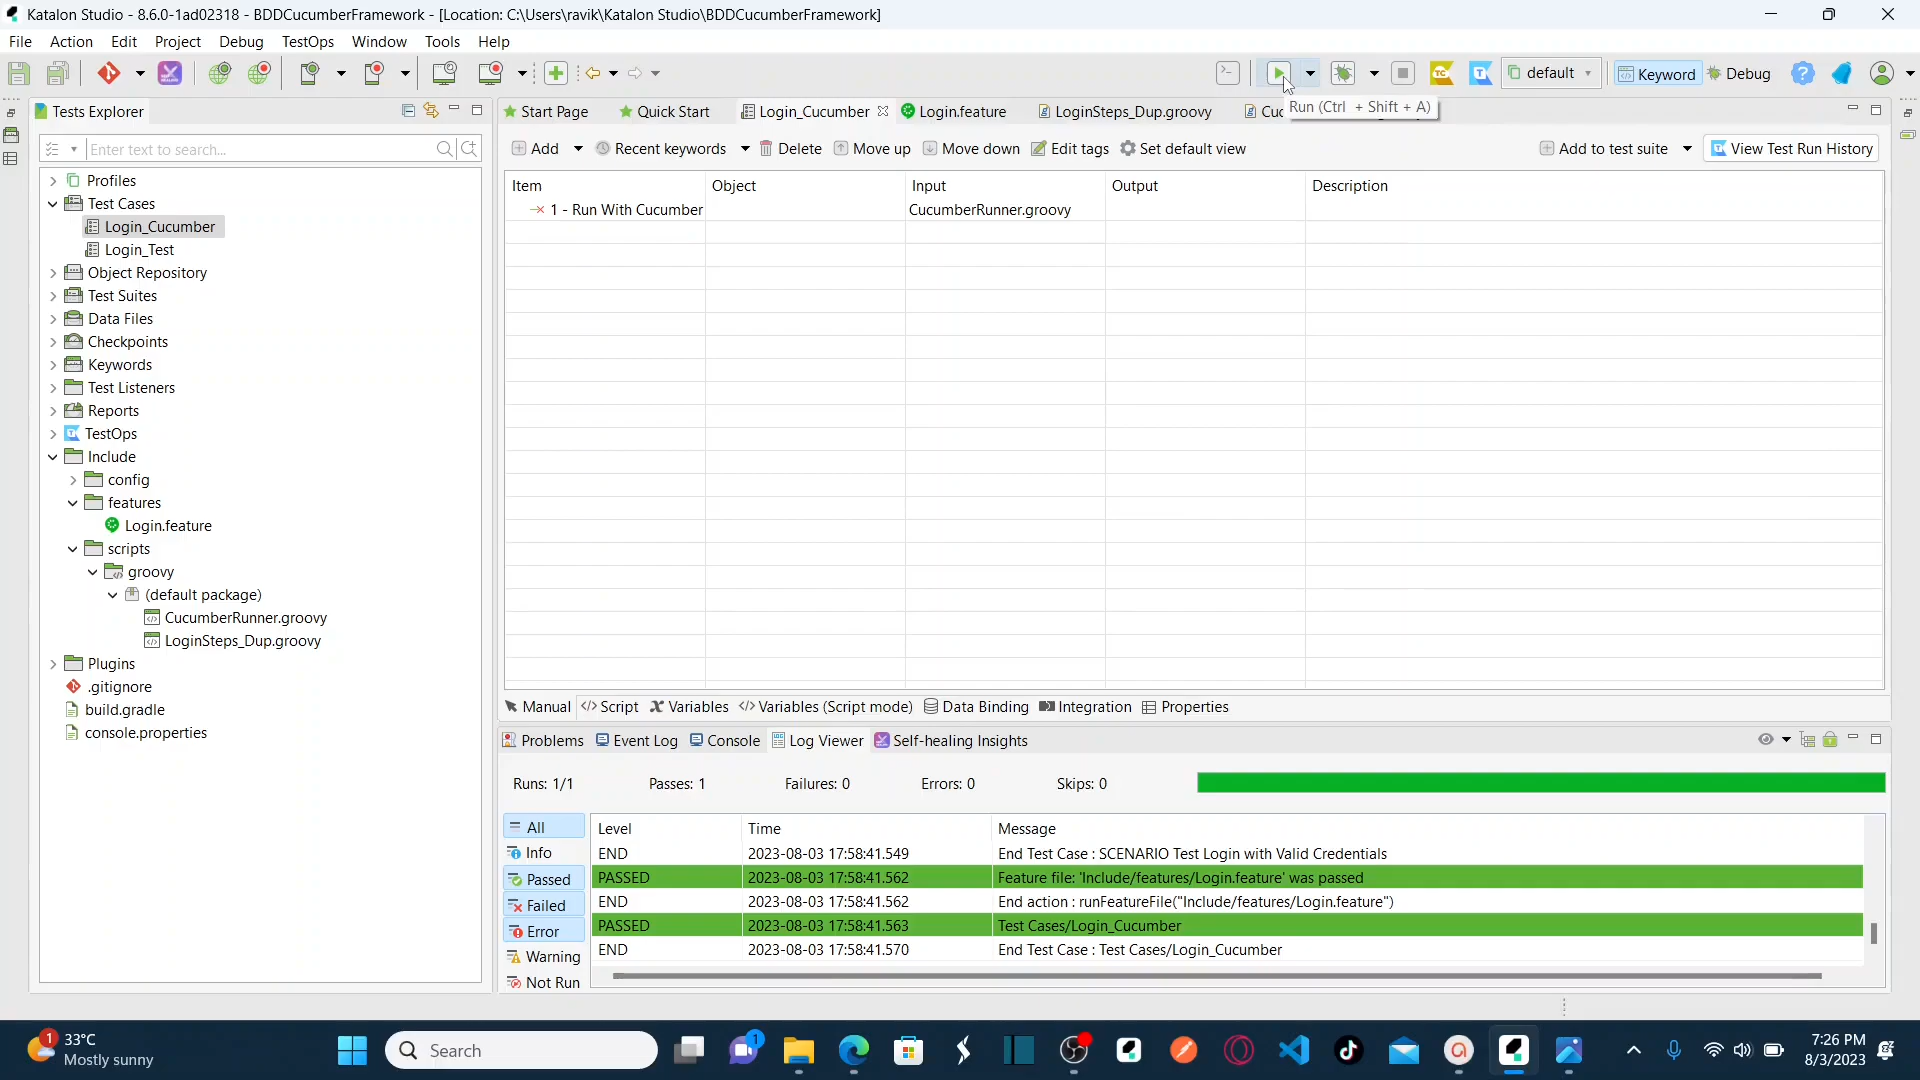 Katalon Studio - 8.6.0-1ad02318 - BDDCucumberFramework - [Location: C:\Users\ravik\Katalon Studio\BDDCucumberFramework]
File Action Edit Project Debug TestOps Window Tools Help
default Keyword Debug
Tests Explorer
Start Page Quick Start Login_Cucumber Login.feature LoginSteps_Dup.groovy
Run (Ctrl + Shift + A)
Enter text to search...
Add Recent keywords Delete Move up Move down Edit tags Set default view Add to test suite View Test Run History
Item Object Input Output Description
1 - Run With Cucumber CucumberRunner.groovy
Profiles
Test Cases
Login_Cucumber
Login_Test
Object Repository
Test Suites
Data Files
Checkpoints
Keywords
Test Listeners
Reports
TestOps
Include
config
features
Login.feature
scripts
groovy
(default package)
CucumberRunner.groovy
LoginSteps_Dup.groovy
Plugins
.gitignore
build.gradle
console.properties
Manual Script Variables Variables (Script mode) Data Binding Integration Properties
Problems Event Log Console Log Viewer Self-healing Insights
Runs: 1/1 Passes: 1 Failures: 0 Errors: 0 Skips: 0
All
Info
Passed
Failed
Error
Warning
Not Run
Level Time Message
END 2023-08-03 17:58:41.549 End Test Case : SCENARIO Test Login with Valid Credentials
PASSED 2023-08-03 17:58:41.562 Feature file: 'Include/features/Login.feature' was passed
END 2023-08-03 17:58:41.562 End action : runFeatureFile("Include/features/Login.feature")
PASSED 2023-08-03 17:58:41.563 Test Cases/Login_Cucumber
END 2023-08-03 17:58:41.570 End Test Case : Test Cases/Login_Cucumber
1
33°C
Mostly sunny
Search
1
7:26 PM
8/3/2023